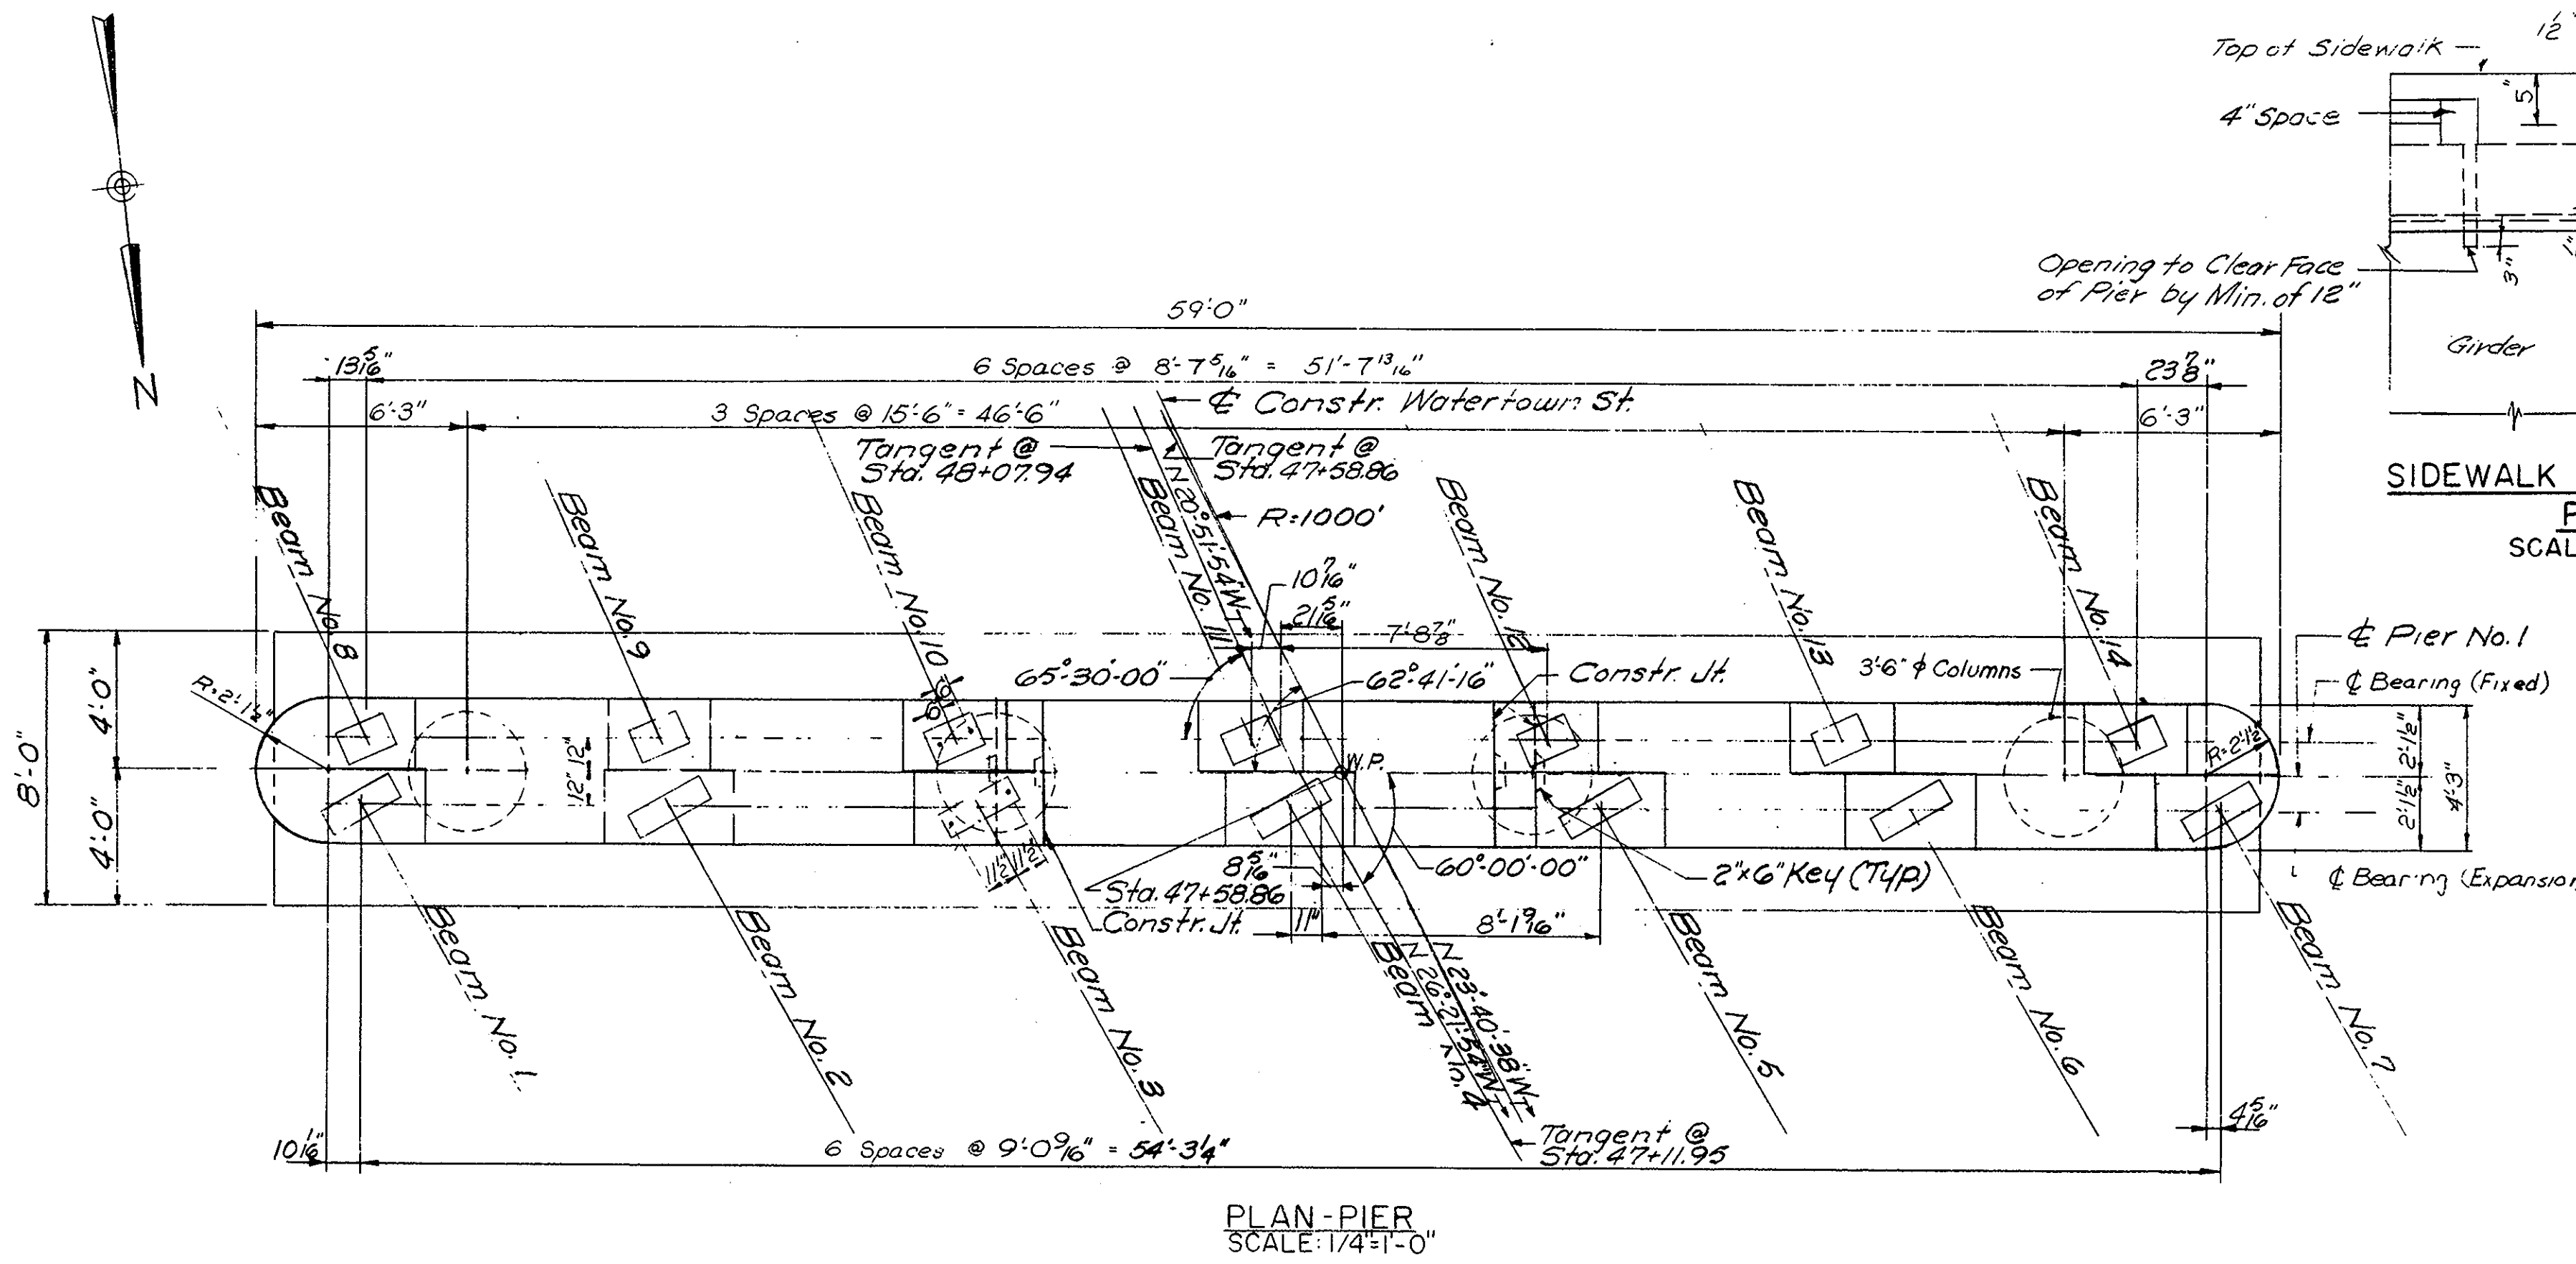 N
12"
Top of Sidewalk
5"
4" Space
Opening to Clear Face
of Pier by Min. of 12"
3"
1"
Girder
SIDEWALK
P
SCAL
59'-0"
13 5/16"
6 Spaces @ 8'-7 5/16" = 51'-7 13/16"
23 7/8"
6'-3"
3 Spaces @ 15'-6" = 46'-6"
℄ Constr. Watertown St.
6'-3"
Tangent @
Sta. 48+07.94
Tangent @
Sta. 47+58.86
R=1000'
N 20°-51'-54" W
Beam No. 8
Beam No. 9
Beam No. 10
Beam No. 11
Beam No. 12
Beam No. 13
Beam No. 14
10 7/16"
21 5/16"
7'-8 7/8"
65°-30'-00"
62°-41'-16"
Constr. Jt.
3'-6" φ Columns
℄ Pier No. 1
℄ Bearing (Fixed)
R=2'-1 1/2"
6"
6"
8'-0"
4'-0"
4'-0"
12"
12"
W.P.
R=2'-1 1/2"
2'-1 1/2"
2'-1 1/2"
4'-3"
11 1/2"
11 1/2"
8 5/16"
60°-00'-00"
2"x6" Key (Typ)
℄ Bearing (Expansion
Sta. 47+58.86
Constr. Jt.
11"
8'-1 9/16"
Beam No. 1
Beam No. 2
Beam No. 3
Beam No. 4
N 26°-21'-54" W
N 23°-40'-38" W
Beam No. 5
Beam No. 6
Beam No. 7
10 1/16"
6 Spaces @ 9'-0 9/16" = 54'-3 1/4"
Tangent @
Sta. 47+11.95
4 5/16"
PLAN-PIER
SCALE: 1/4"=1'-0"